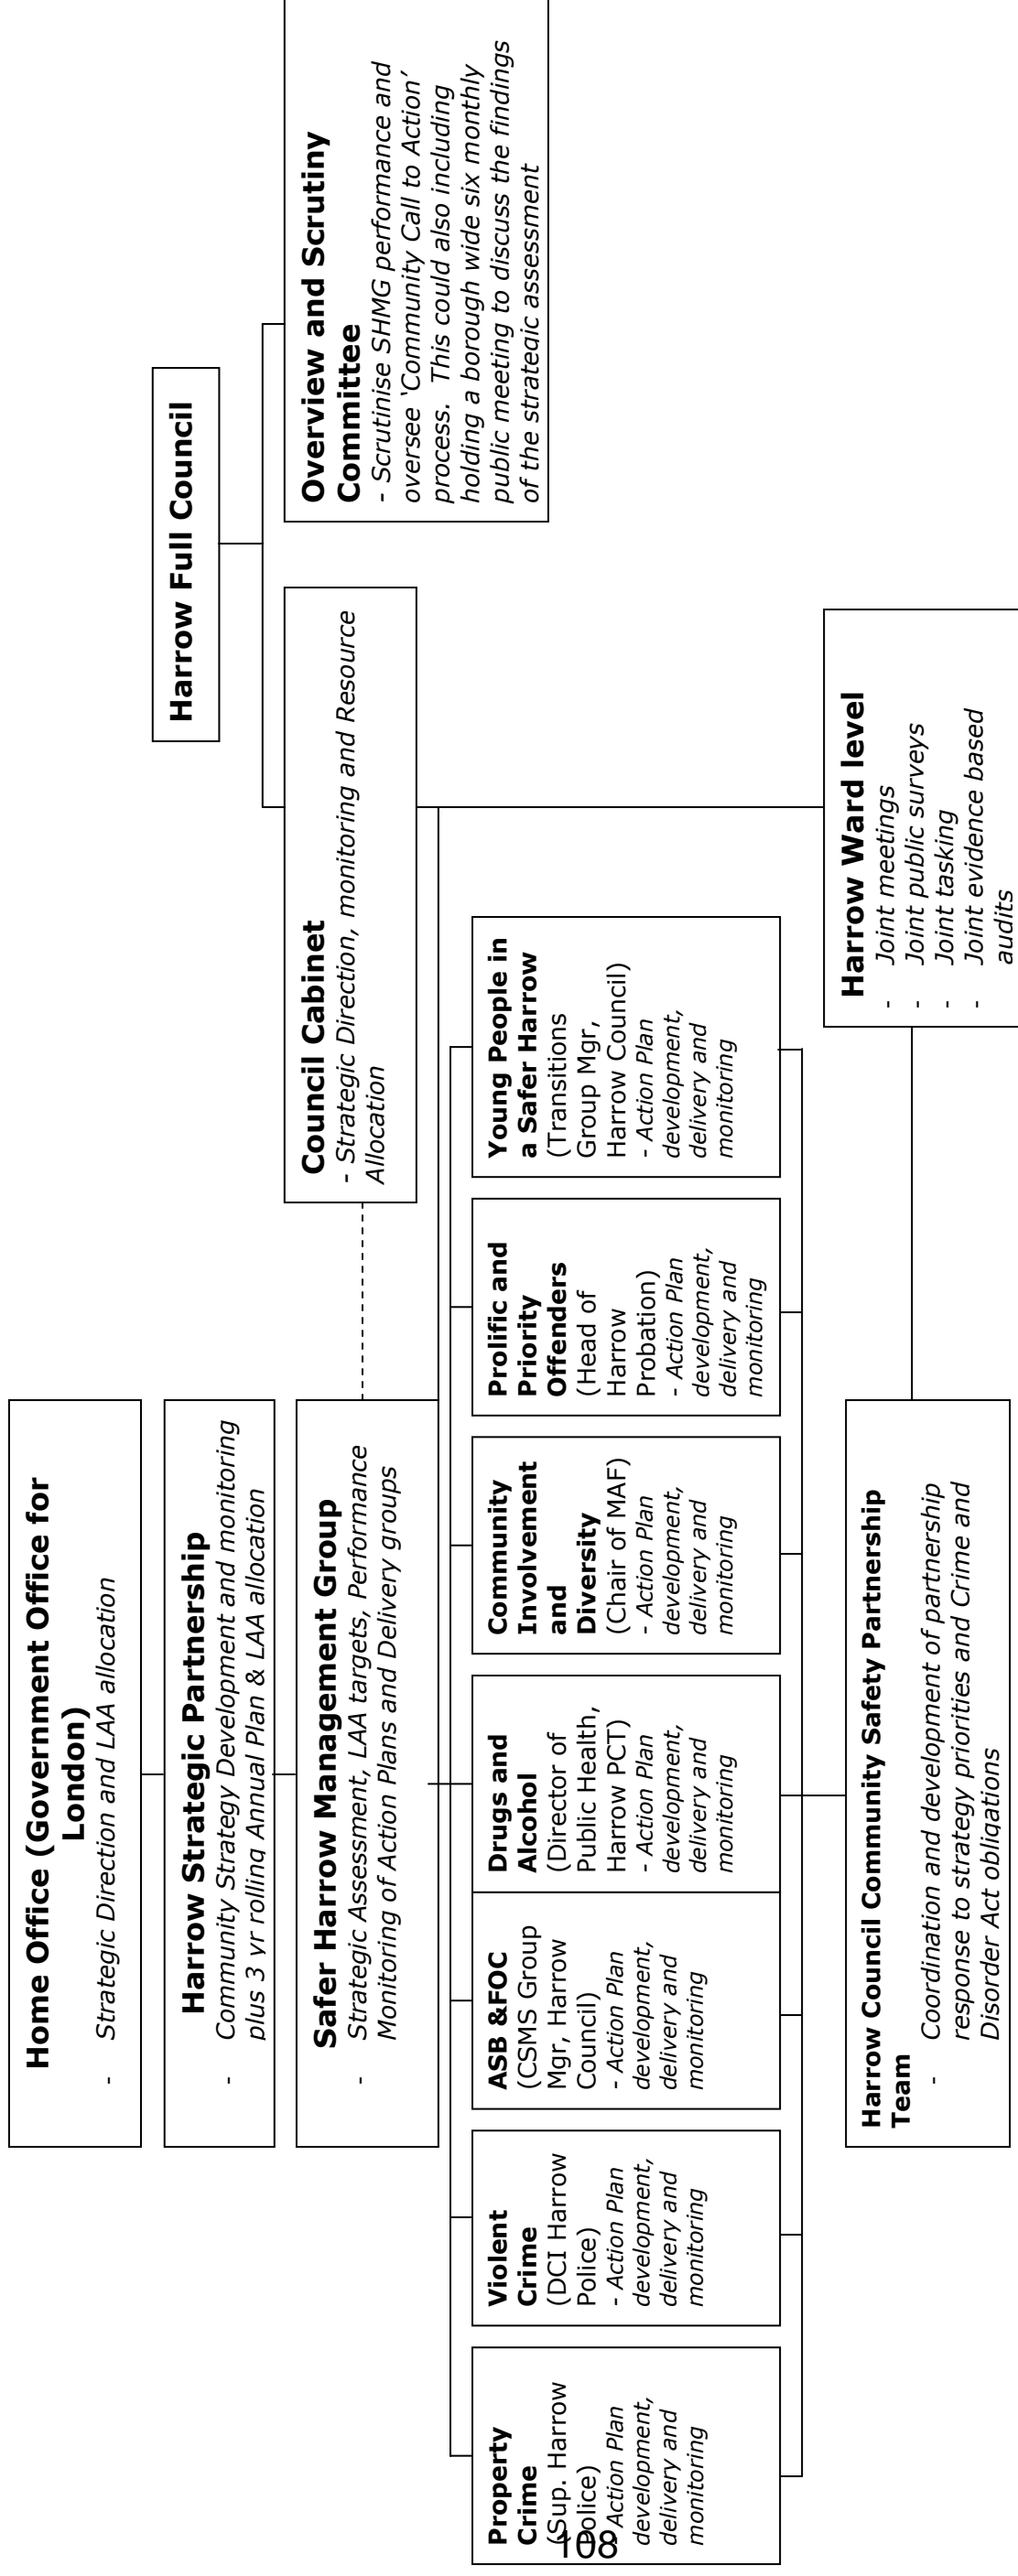 Home Office (Government Office for
London)
- Strategic Direction and LAA allocation
Harrow Strategic Partnership
- Community Strategy Development and monitoring
plus 3 yr rolling Annual Plan & LAA allocation
Safer Harrow Management Group
- Strategic Assessment, LAA targets, Performance
Monitoring of Action Plans and Delivery groups
Harrow Full Council
Council Cabinet
- Strategic Direction, monitoring and Resource
Allocation
Overview and Scrutiny
Committee
- Scrutinise SHMG performance and
oversee ‘Community Call to Action’
process.  This could also including
holding a borough wide six monthly
public meeting to discuss the findings
of the strategic assessment
Property
Crime
(Sup. Harrow
Police)
- Action Plan
development,
delivery and
monitoring
Violent
Crime
(DCI Harrow
Police)
- Action Plan
development,
delivery and
monitoring
ASB &FOC
(CSMS Group
Mgr, Harrow
Council)
- Action Plan
development,
delivery and
monitoring
Drugs and
Alcohol
(Director of
Public Health,
Harrow PCT)
- Action Plan
development,
delivery and
monitoring
Community
Involvement
and
Diversity
(Chair of MAF)
- Action Plan
development,
delivery and
monitoring
Prolific and
Priority
Offenders
(Head of
Harrow
Probation)
- Action Plan
development,
delivery and
monitoring
Young People in
a Safer Harrow
(Transitions
Group Mgr,
Harrow Council)
- Action Plan
development,
delivery and
monitoring
Harrow Council Community Safety Partnership
Team
- Coordination and development of partnership
response to strategy priorities and Crime and
Disorder Act obligations
Harrow Ward level
- Joint meetings
- Joint public surveys
- Joint tasking
- Joint evidence based
audits
108